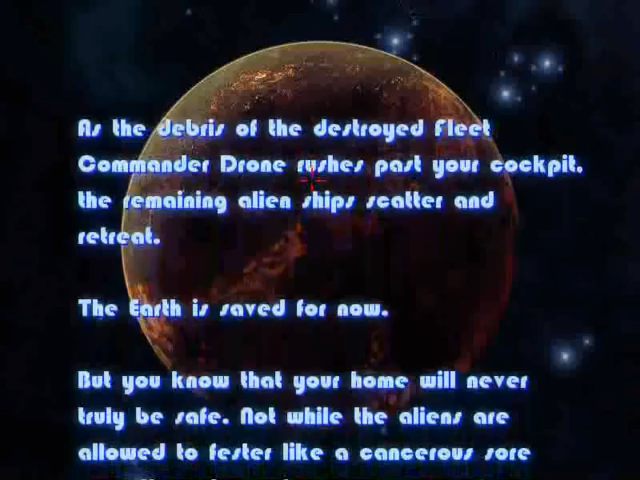 As the debris of the destroyed Fleet
Commander Drone rushes past your cockpit,
the remaining alien ships scatter and
retreat.
The Earth is saved for now.
But you know that your home will never
truly be safe. Not while the aliens are
allowed to fester like a cancerous sore